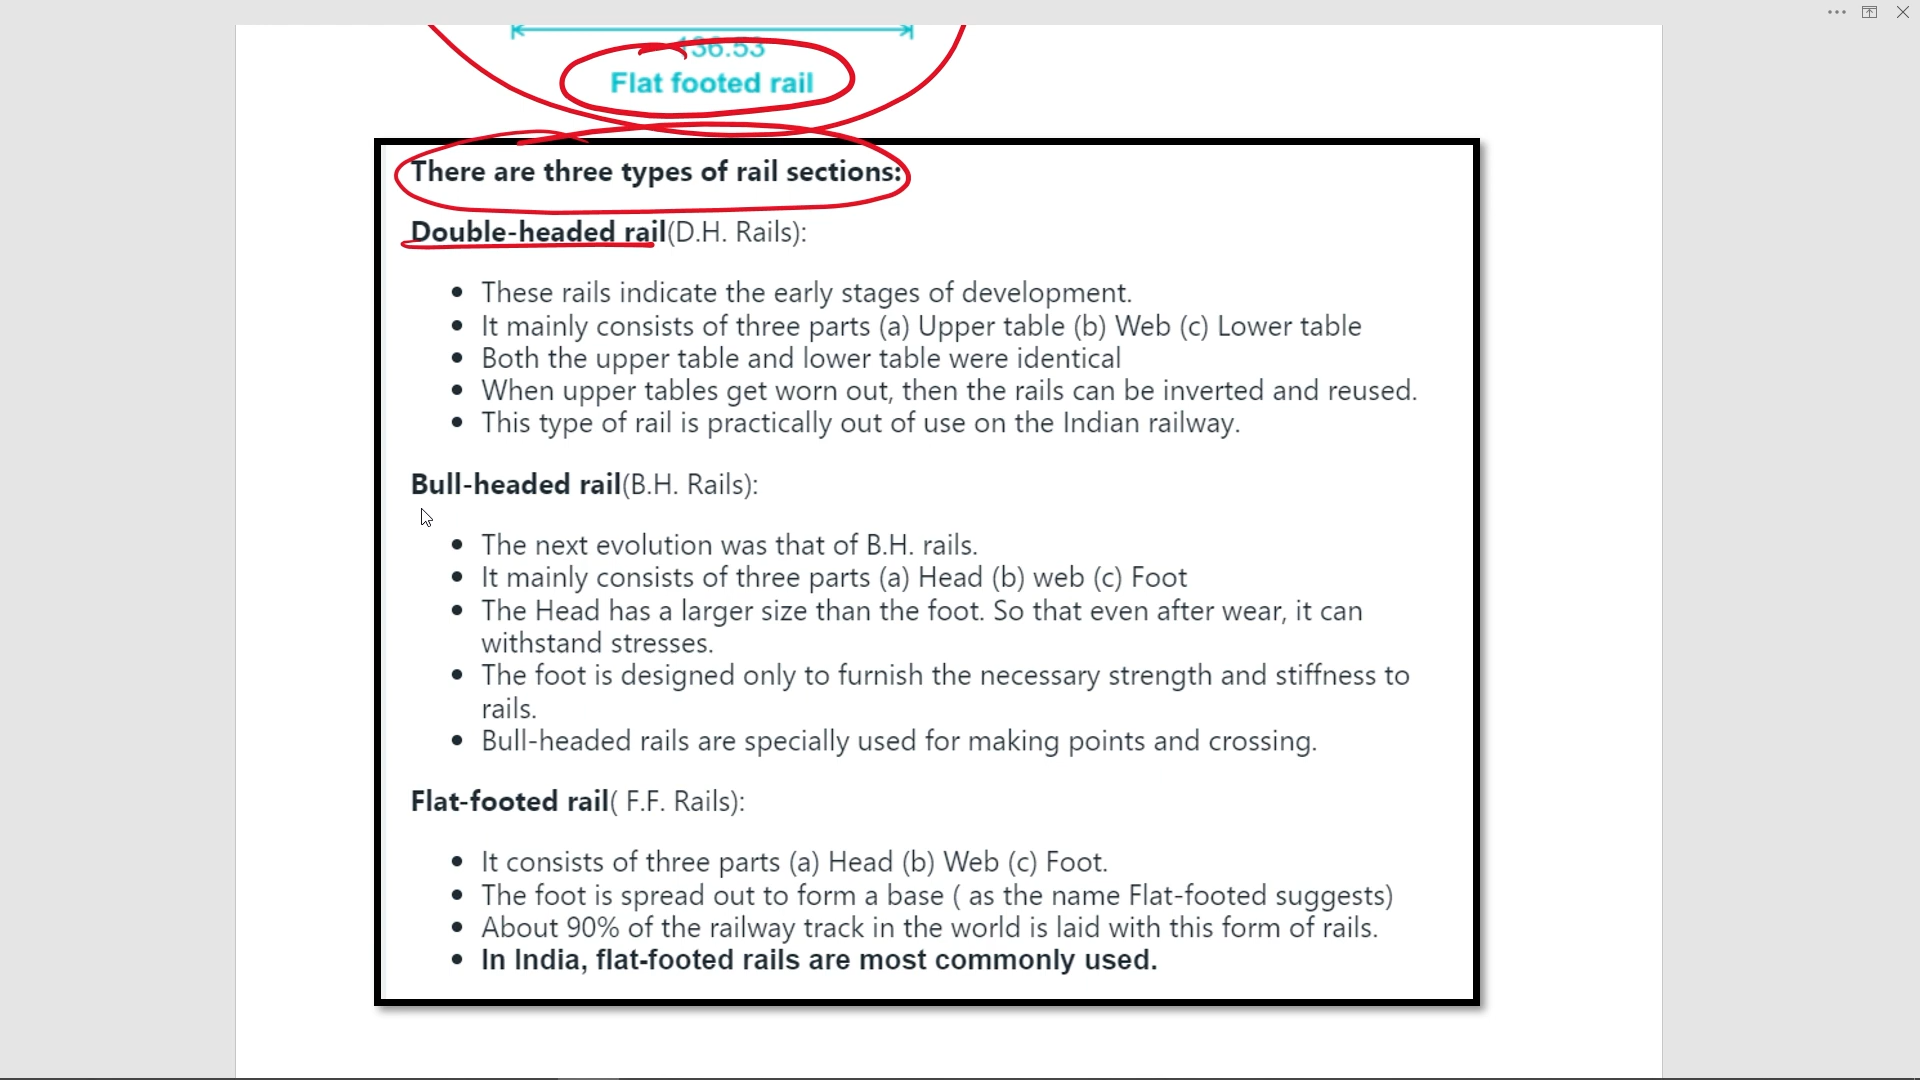 136.53
Flat footed rail
There are three types of rail sections:
Double-headed rail(D.H. Rails):
• These rails indicate the early stages of development.
• It mainly consists of three parts (a) Upper table (b) Web (c) Lower table
• Both the upper table and lower table were identical
• When upper tables get worn out, then the rails can be inverted and reused.
• This type of rail is practically out of use on the Indian railway.
Bull-headed rail(B.H. Rails):
• The next evolution was that of B.H. rails.
• It mainly consists of three parts (a) Head (b) web (c) Foot
• The Head has a larger size than the foot. So that even after wear, it can
withstand stresses.
• The foot is designed only to furnish the necessary strength and stiffness to
rails.
• Bull-headed rails are specially used for making points and crossing.
Flat-footed rail( F.F. Rails):
• It consists of three parts (a) Head (b) Web (c) Foot.
• The foot is spread out to form a base ( as the name Flat-footed suggests)
• About 90% of the railway track in the world is laid with this form of rails.
• In India, flat-footed rails are most commonly used.